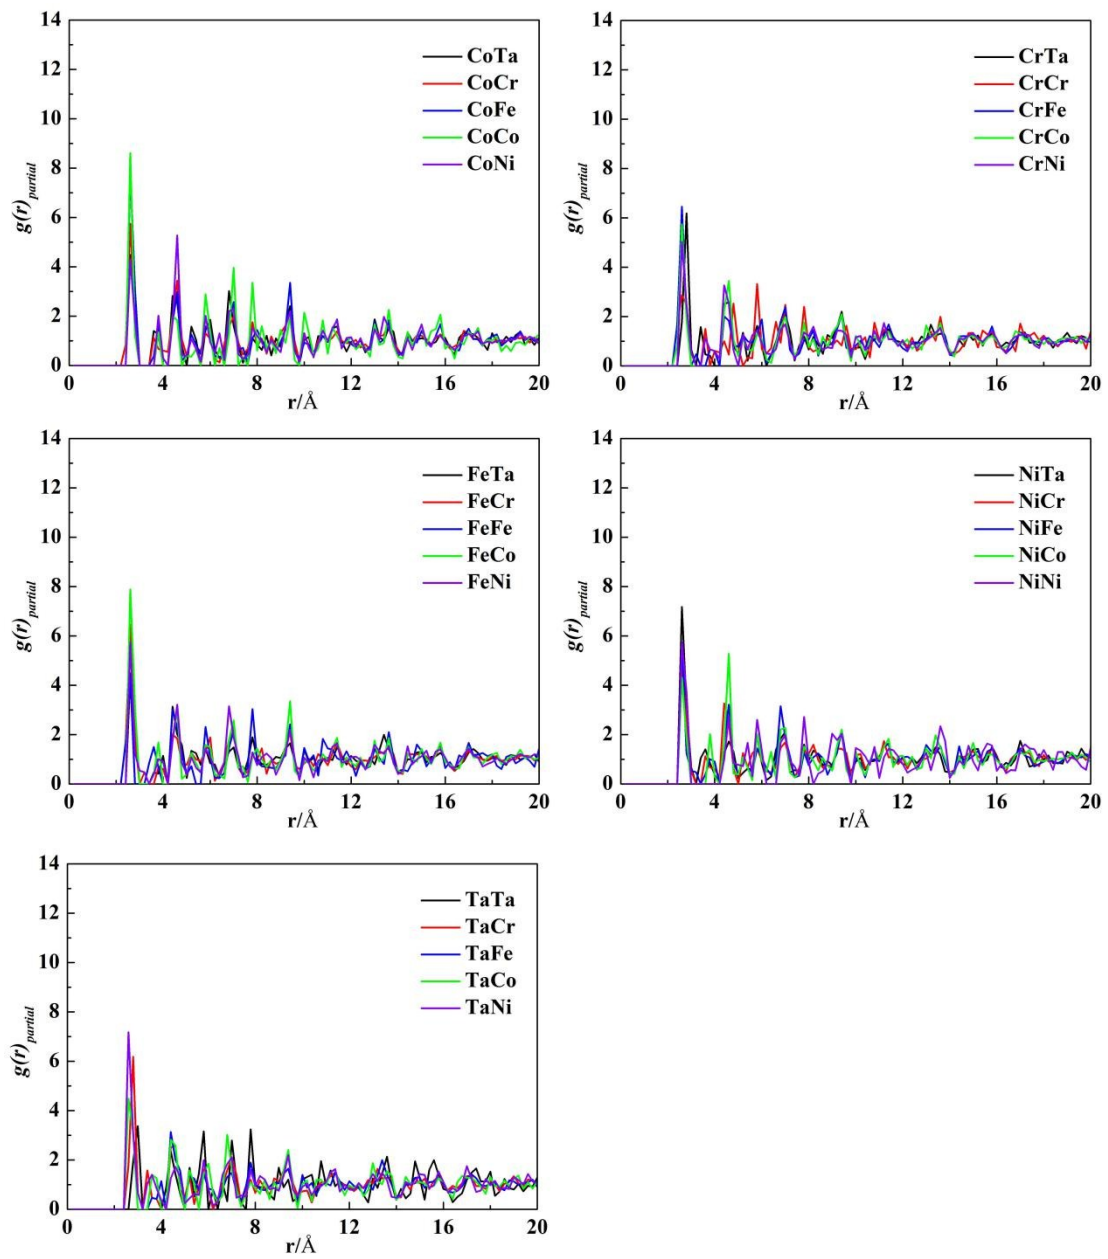 14
12
10
8
6
4
2
0
g(r)partial
CoTa
CoCr
CoFe
CoCo
CoNi
0 4 8 12 16 20
r/Å
14
12
10
8
6
4
2
0
g(r)partial
CrTa
CrCr
CrFe
CrCo
CrNi
0 4 8 12 16 20
r/Å
14
12
10
8
6
4
2
0
g(r)partial
FeTa
FeCr
FeFe
FeCo
FeNi
0 4 8 12 16 20
r/Å
14
12
10
8
6
4
2
0
g(r)partial
NiTa
NiCr
NiFe
NiCo
NiNi
0 4 8 12 16 20
r/Å
14
12
10
8
6
4
2
0
g(r)partial
TaTa
TaCr
TaFe
TaCo
TaNi
0 4 8 12 16 20
r/Å